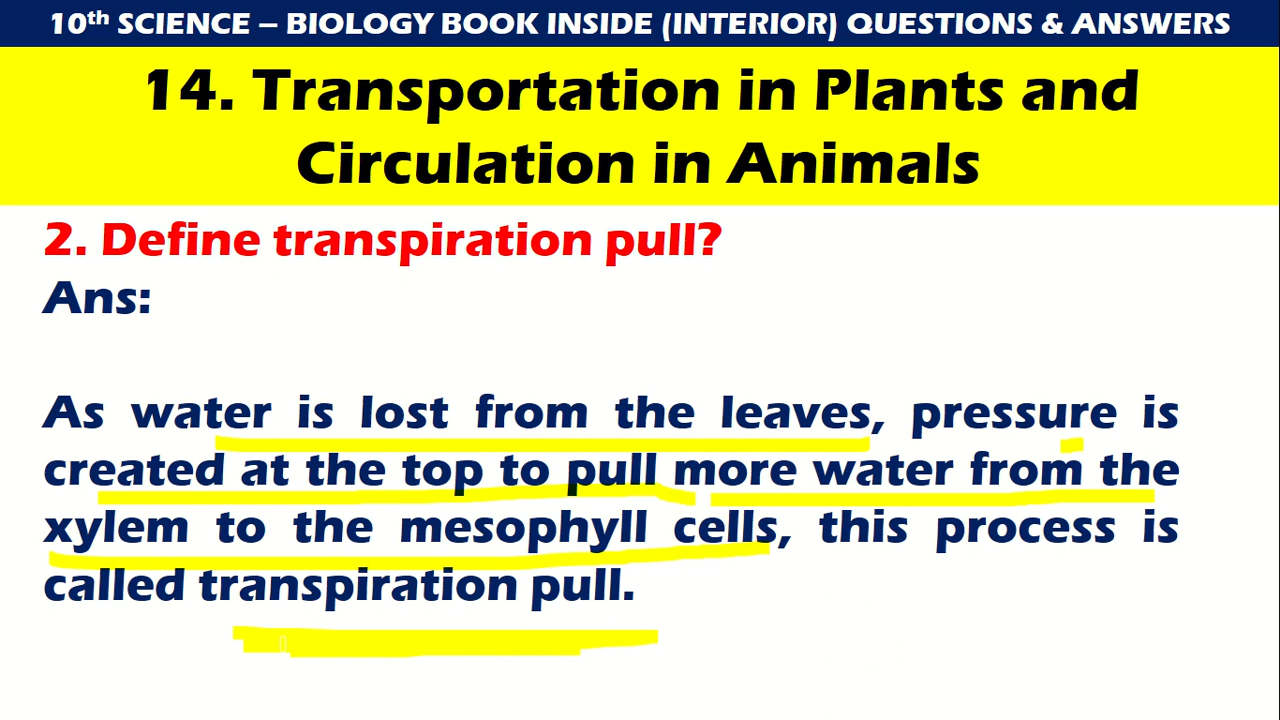 10th SCIENCE – BIOLOGY BOOK INSIDE (INTERIOR) QUESTIONS & ANSWERS
14. Transportation in Plants and
Circulation in Animals
2. Define transpiration pull?
Ans:
As water is lost from the leaves, pressure is
created at the top to pull more water from the
xylem to the mesophyll cells, this process is
called transpiration pull.